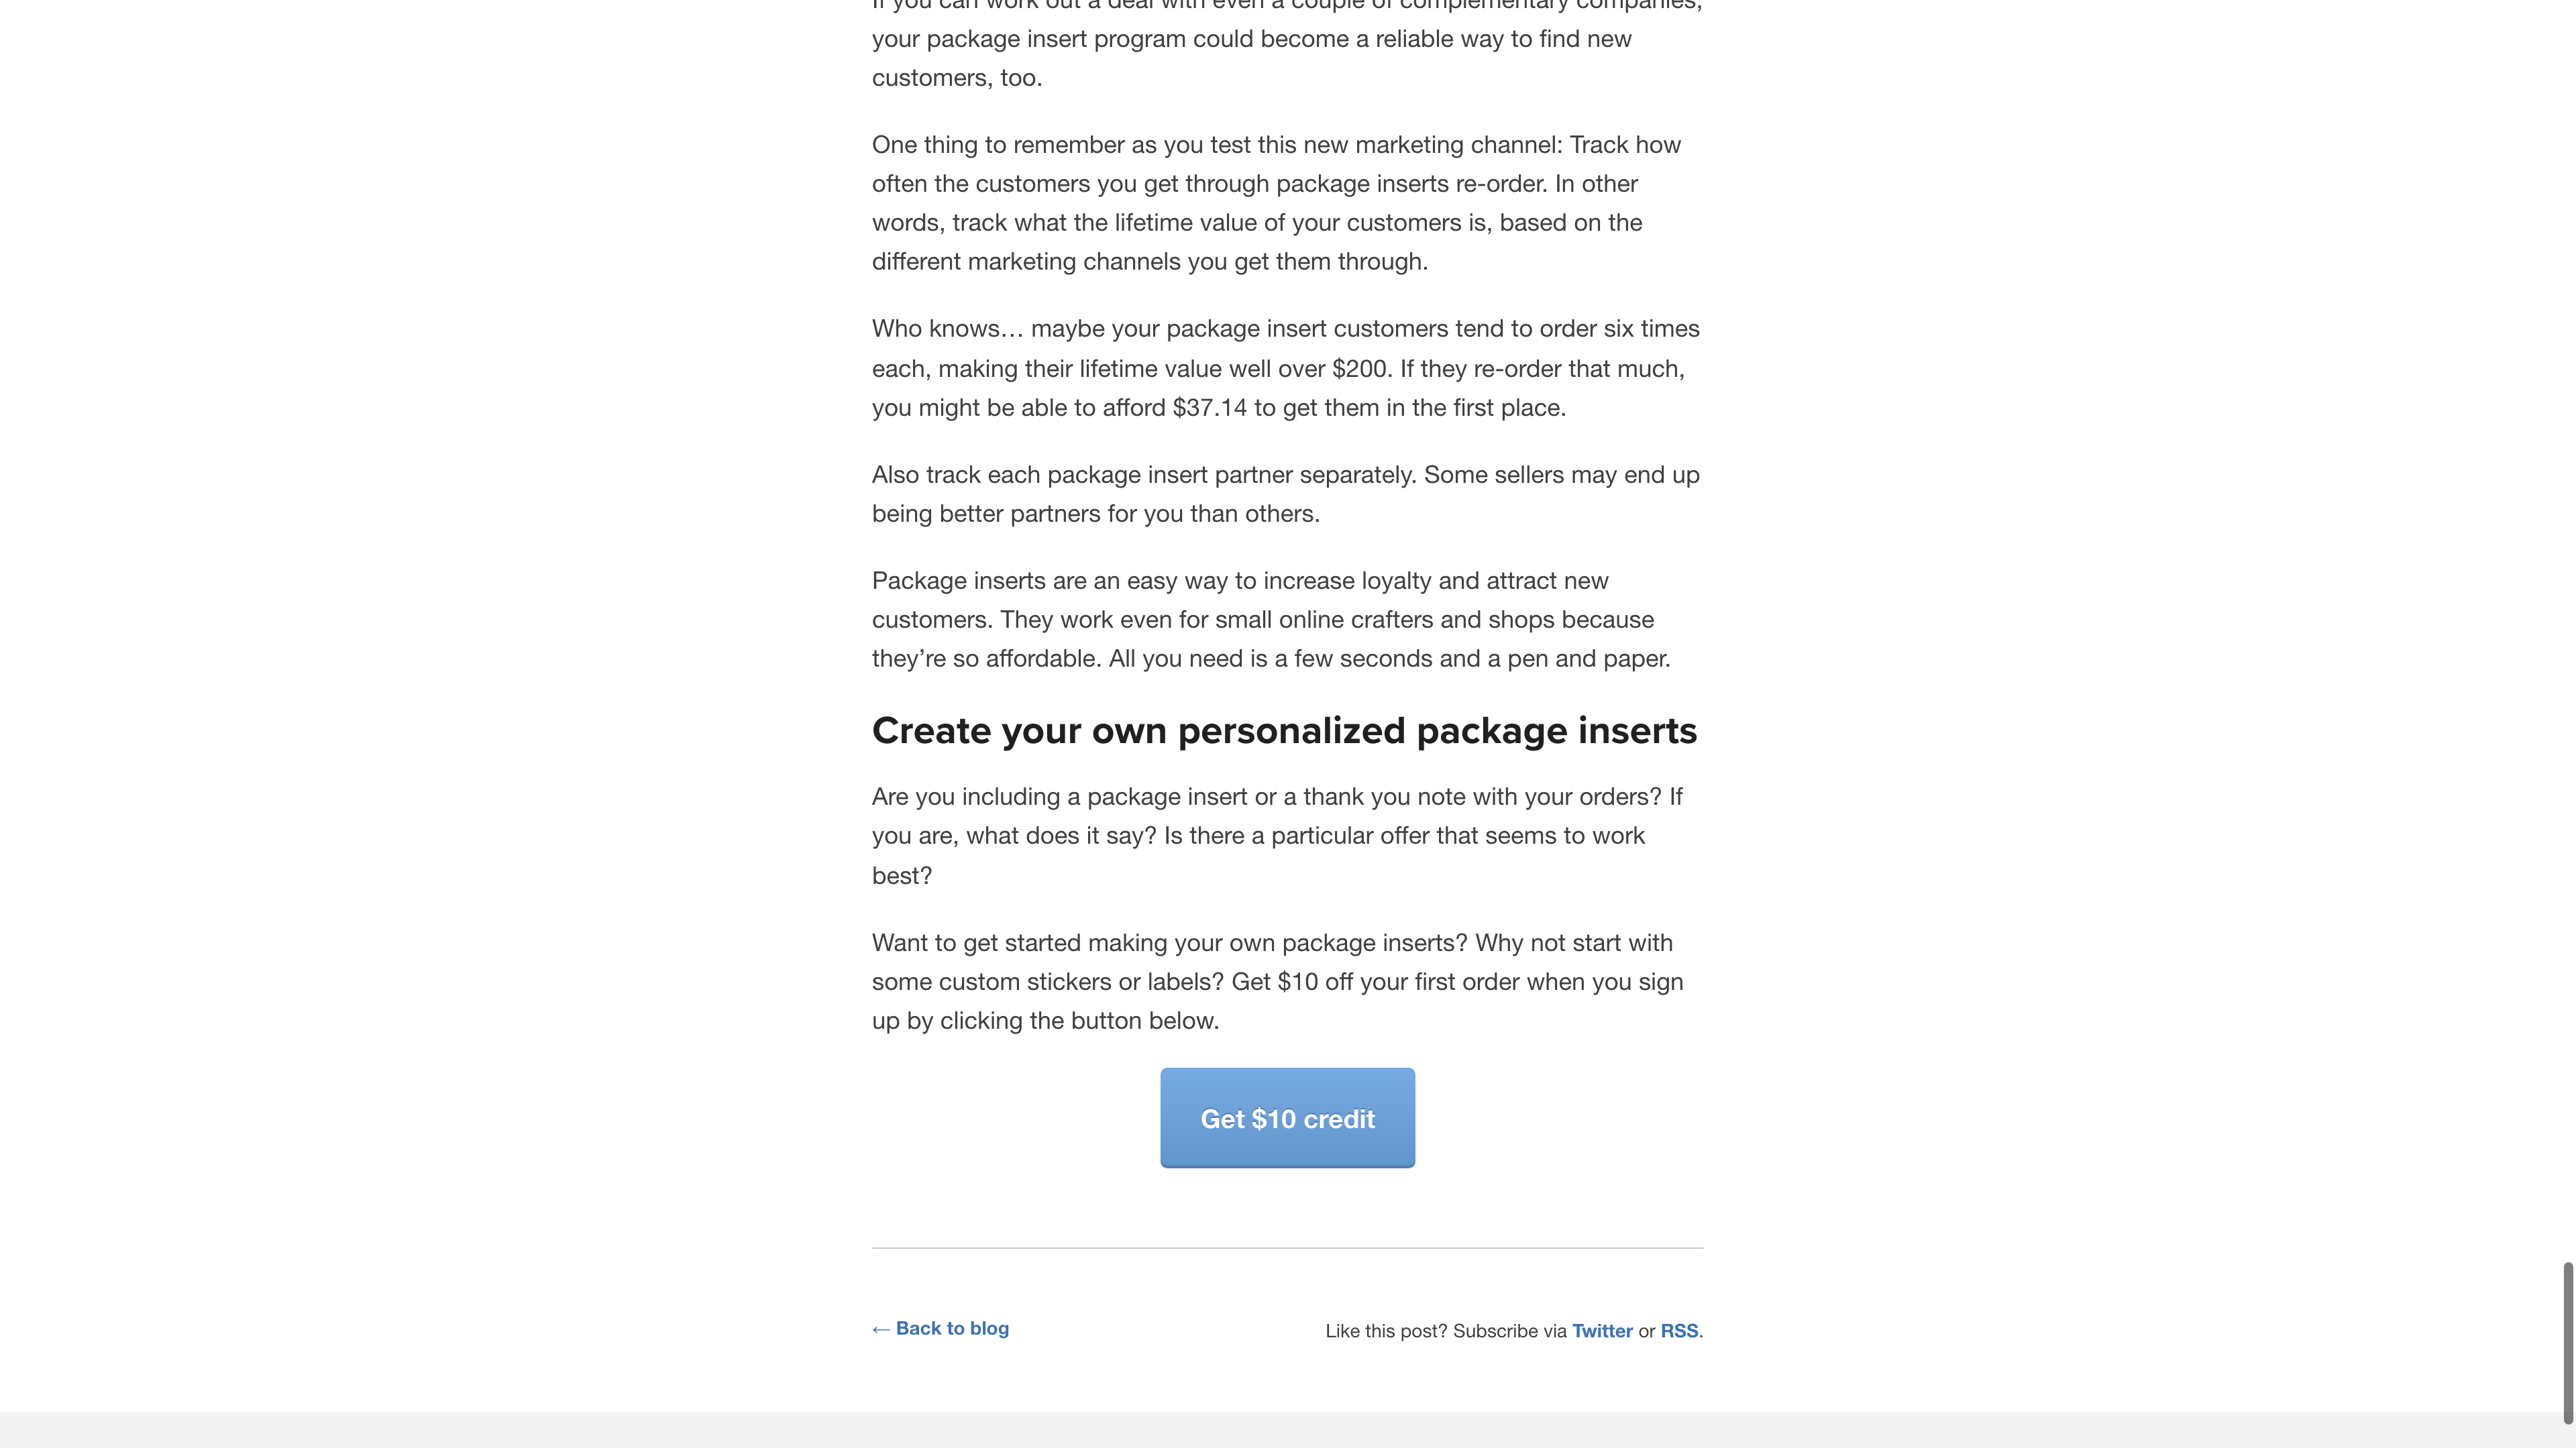 If you can work out a deal with even a couple of complementary companies,
your package insert program could become a reliable way to find new
customers, too.
One thing to remember as you test this new marketing channel: Track how
often the customers you get through package inserts re-order. In other
words, track what the lifetime value of your customers is, based on the
different marketing channels you get them through.
Who knows… maybe your package insert customers tend to order six times
each, making their lifetime value well over $200. If they re-order that much,
you might be able to afford $37.14 to get them in the first place.
Also track each package insert partner separately. Some sellers may end up
being better partners for you than others.
Package inserts are an easy way to increase loyalty and attract new
customers. They work even for small online crafters and shops because
they’re so affordable. All you need is a few seconds and a pen and paper.
Create your own personalized package inserts
Are you including a package insert or a thank you note with your orders? If
you are, what does it say? Is there a particular offer that seems to work
best?
Want to get started making your own package inserts? Why not start with
some custom stickers or labels? Get $10 off your first order when you sign
up by clicking the button below.
Get $10 credit
← Back to blog
Like this post? Subscribe via Twitter or RSS.